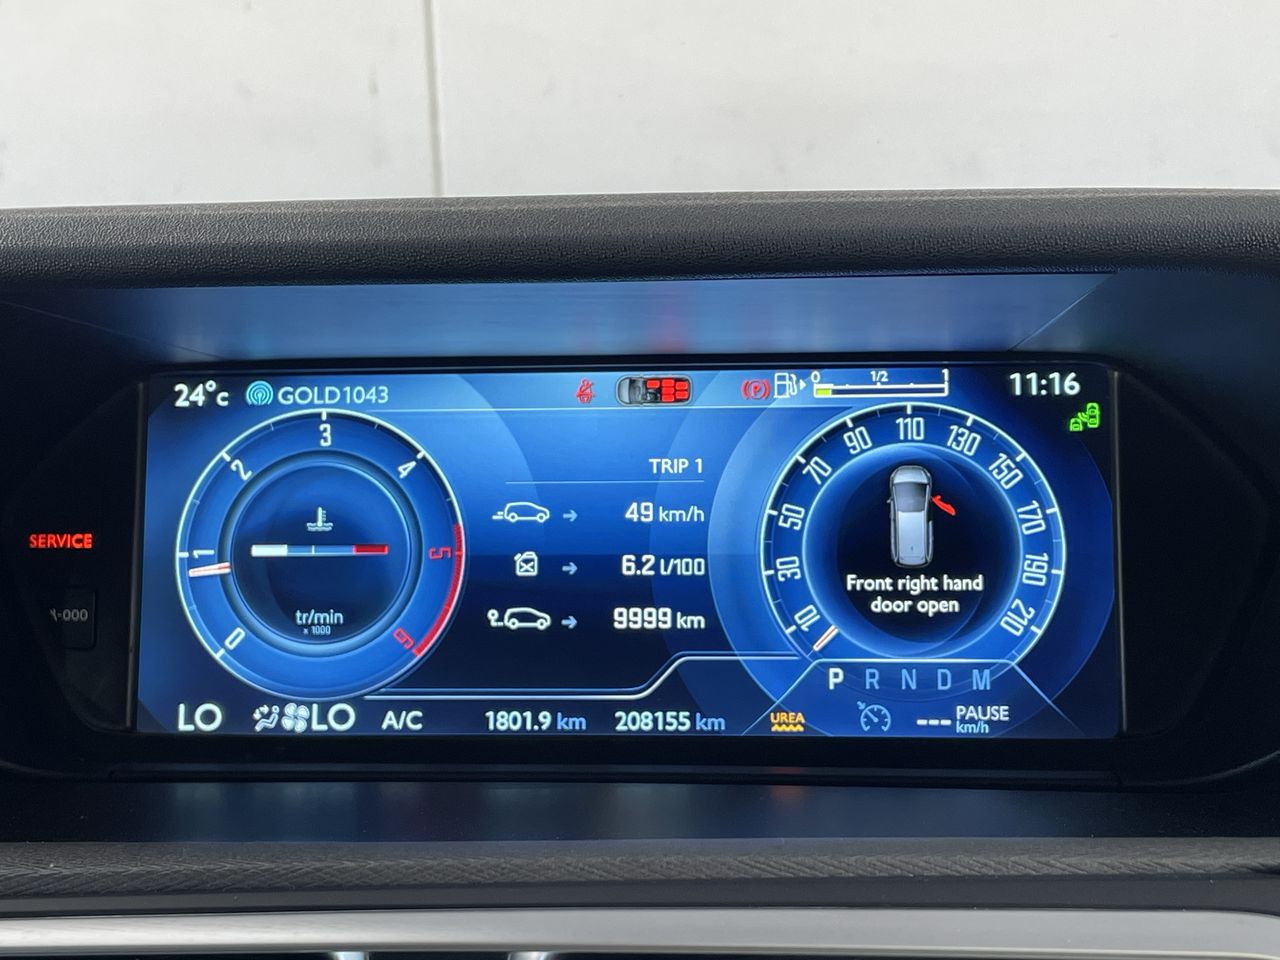 24°c GOLD1043
0 1/2 1
11:16
P
0 1 2 3 4 5 6
tr/min
x 1000
TRIP 1
49 km/h
6.2 l/100
9999 km
10 30 50 70 90 110 130 150 170 190 210
Front right hand
door open
SERVICE
P R N D M
LO LO A/C
1801.9 km 208155 km
UREA
--- PAUSE
km/h